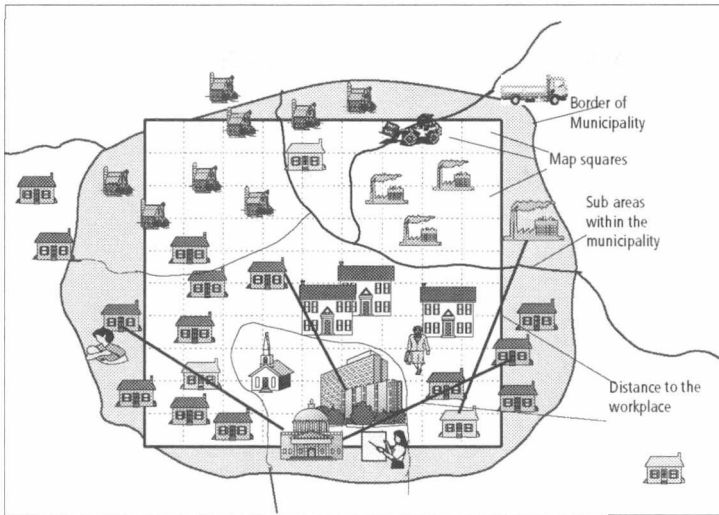 Border of
Municipality
Map squares
Sub areas
within the
municipality
Distance to the
workplace